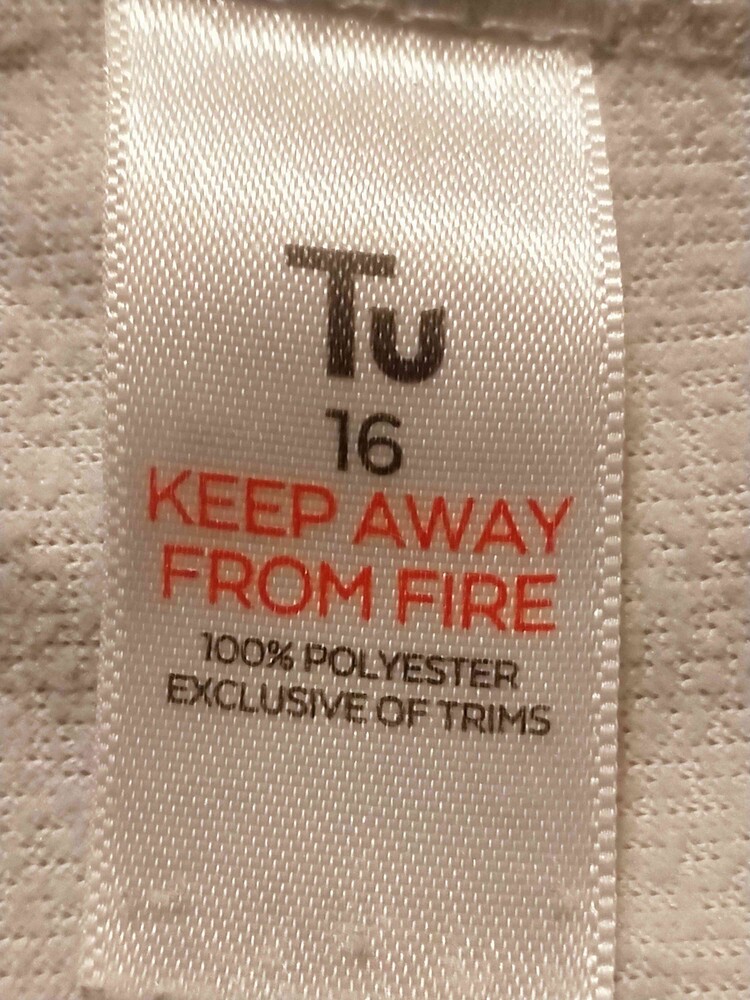 Tu
16
KEEP AWAY
FROM FIRE
100% POLYESTER
EXCLUSIVE OF TRIMS